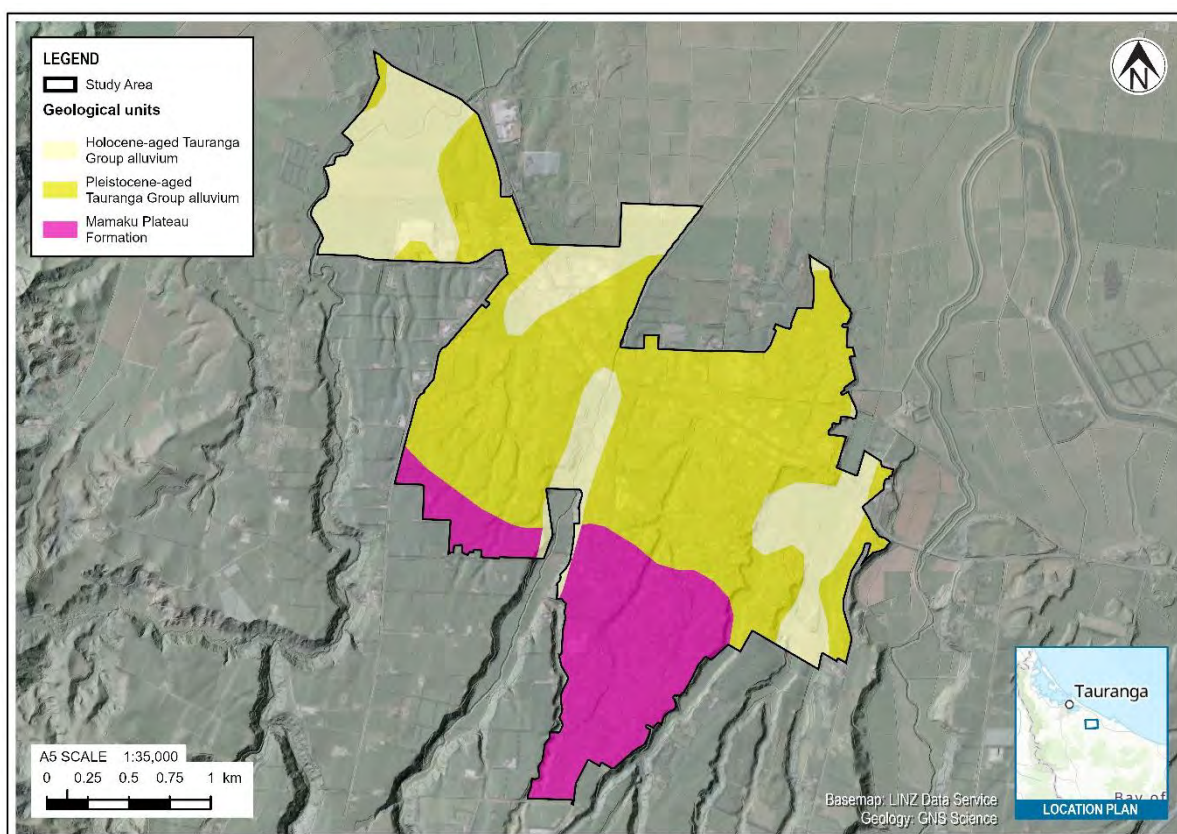 LEGEND
Study Area
Geological units
Holocene-aged Tauranga
Group alluvium
Pleistocene-aged
Tauranga Group alluvium
Mamaku Plateau
Formation
N
A5 SCALE 1:35,000
0 0.25 0.5 0.75 1 km
Tauranga
Bay of
LOCATION PLAN
Basemap: LINZ Data Service
Geology: GNS Science